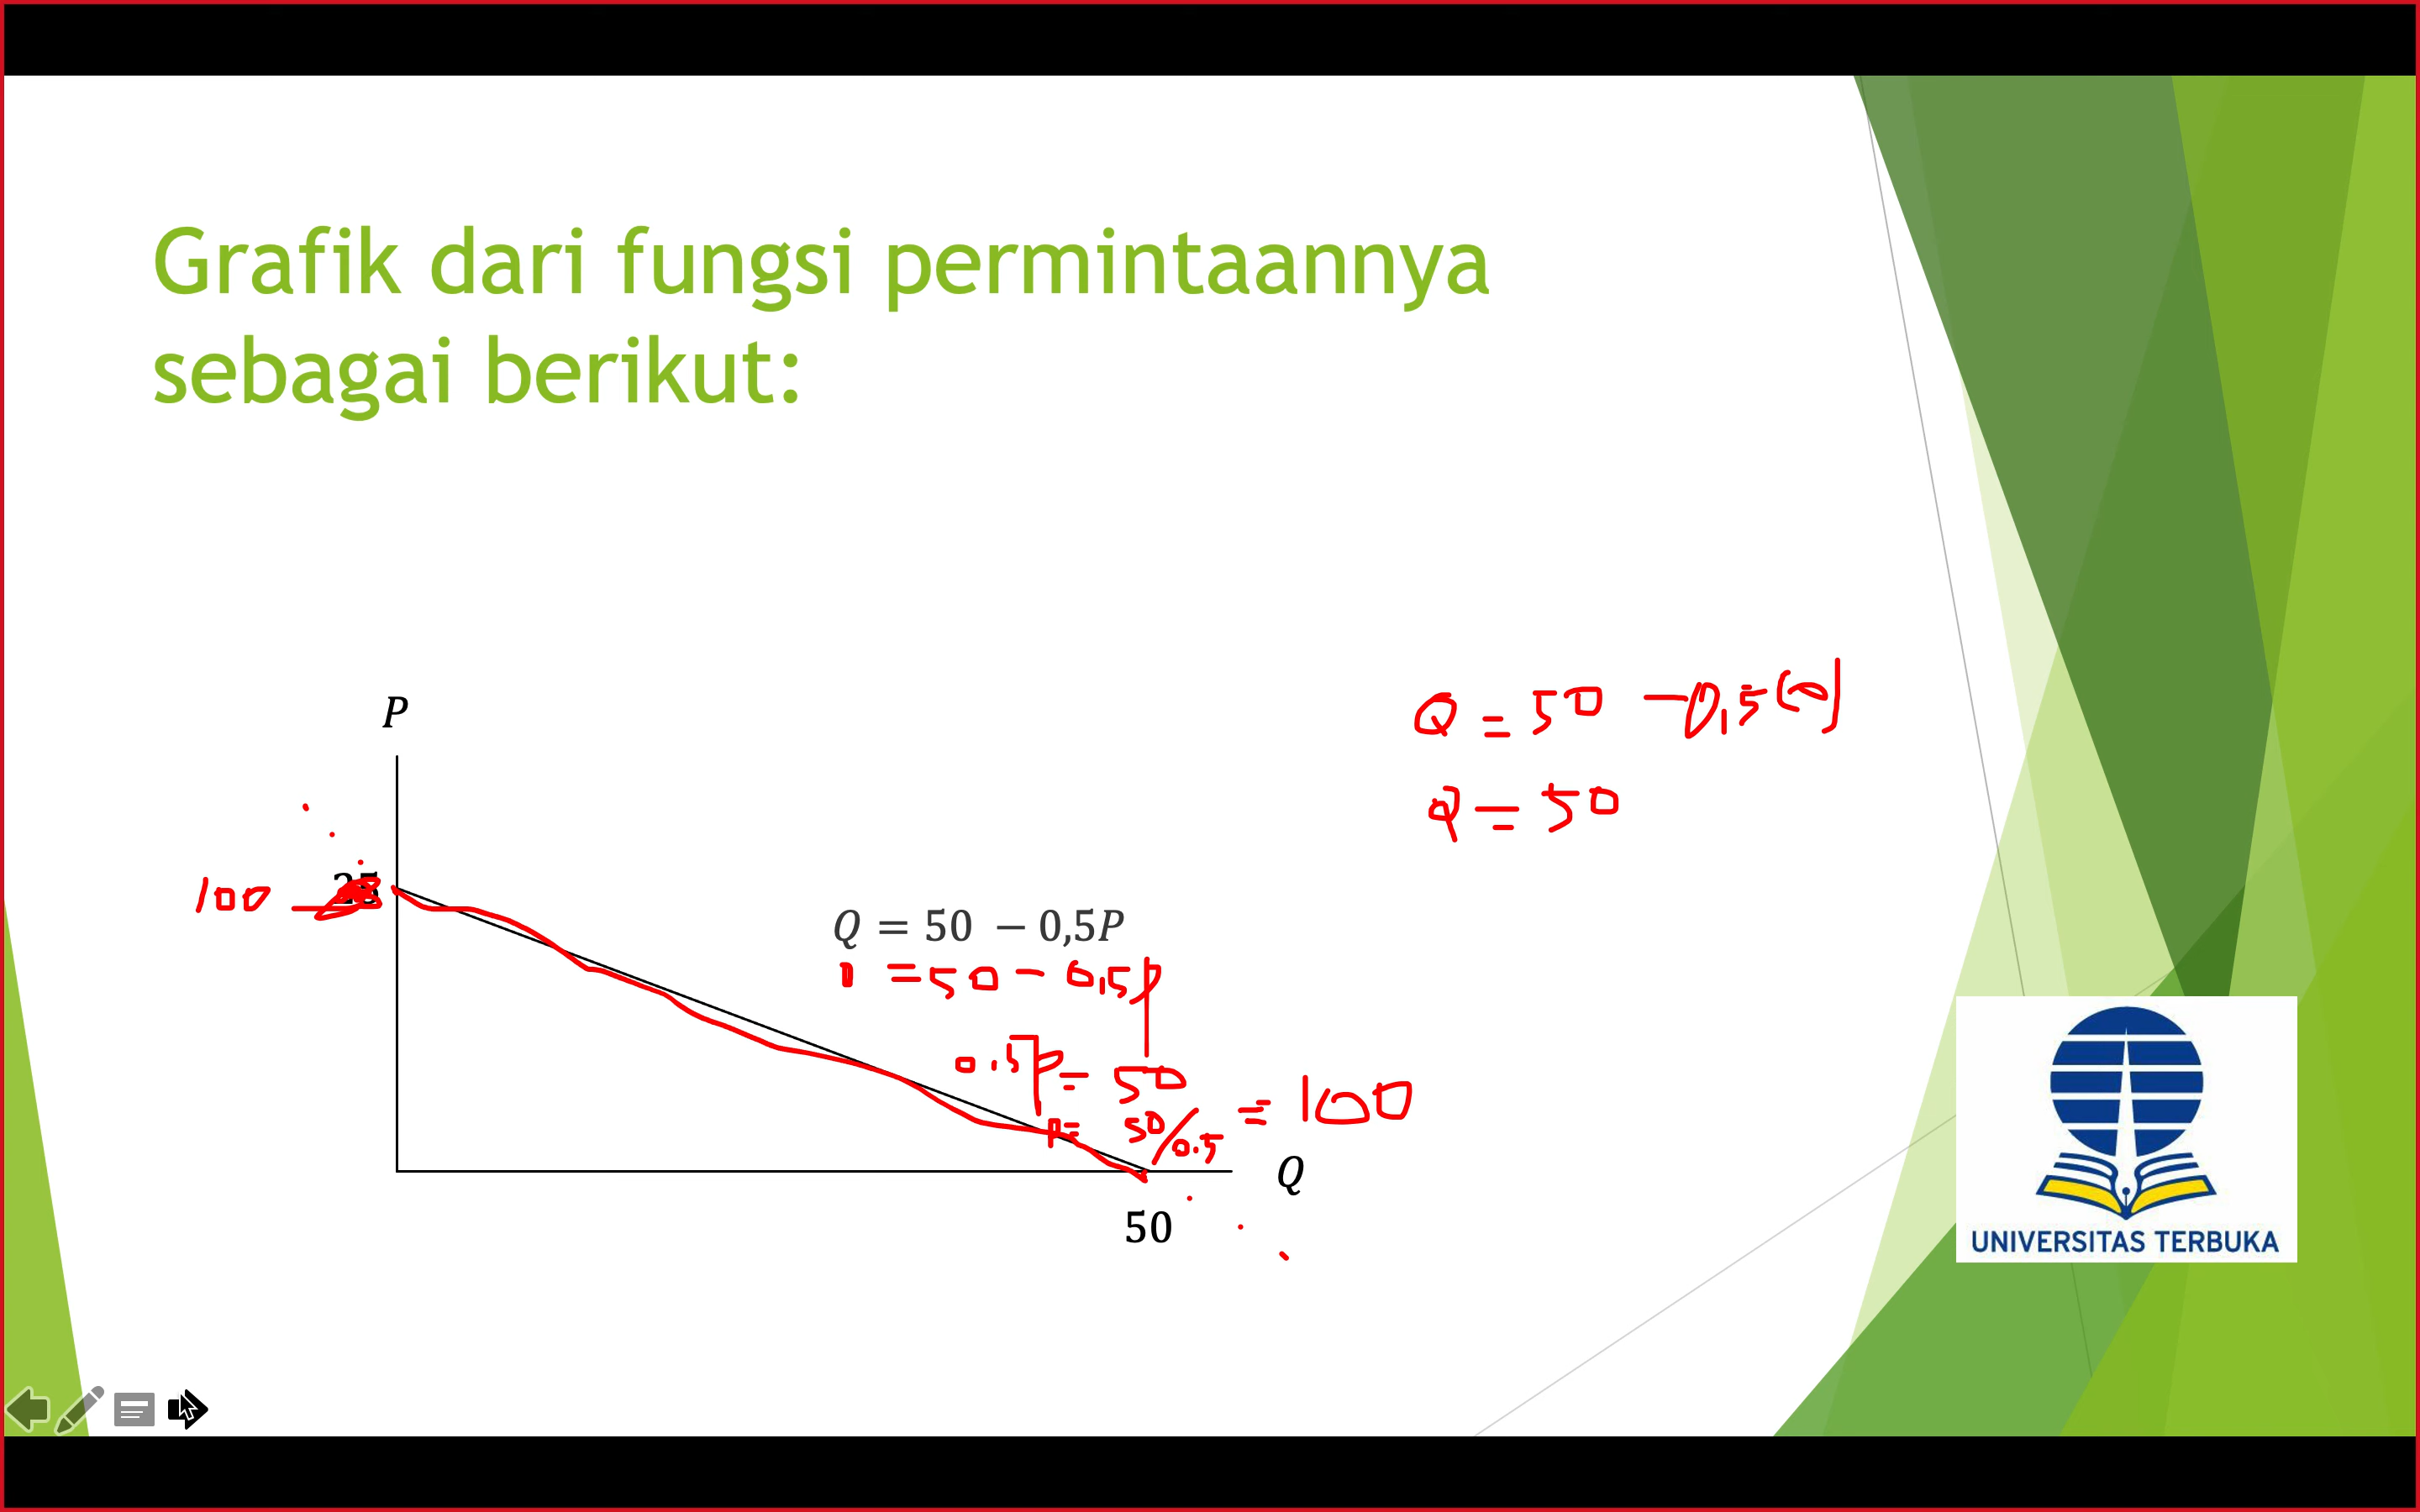 Grafik dari fungsi permintaannya
sebagai berikut:
Q = 50 - 0,5(0)
Q = 50
P
100
Q = 50 − 0,5P
0 = 50 - 0,5P
0.5P = 50
P = 50/0.5 = 100
Q
50
UNIVERSITAS TERBUKA